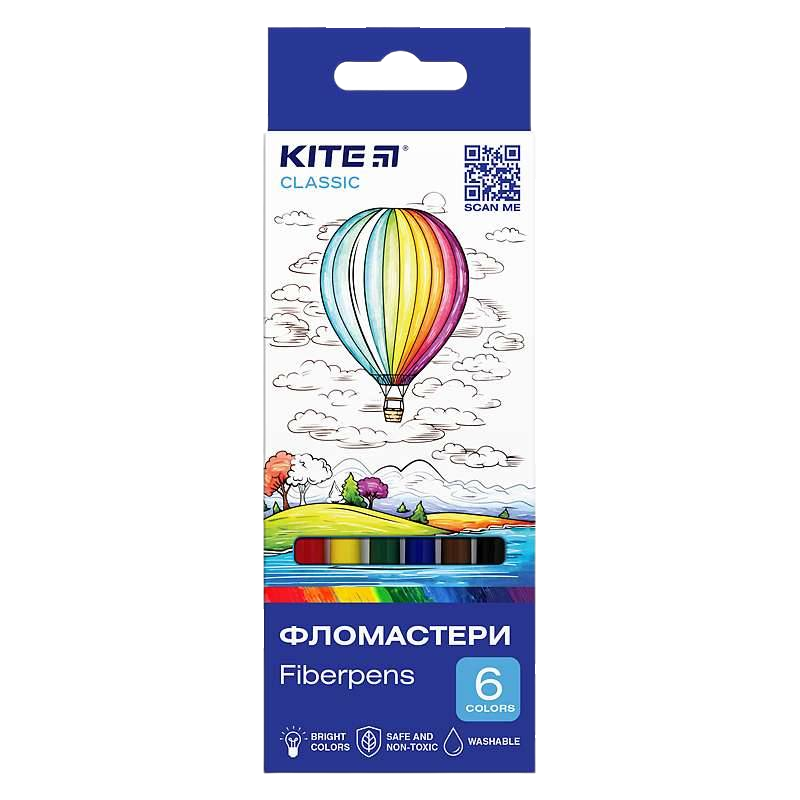 KITE®
CLASSIC
SCAN ME
ФЛОМАСТЕРИ
Fiberpens
6
COLORS
BRIGHT
COLORS
SAFE AND
NON-TOXIC
WASHABLE